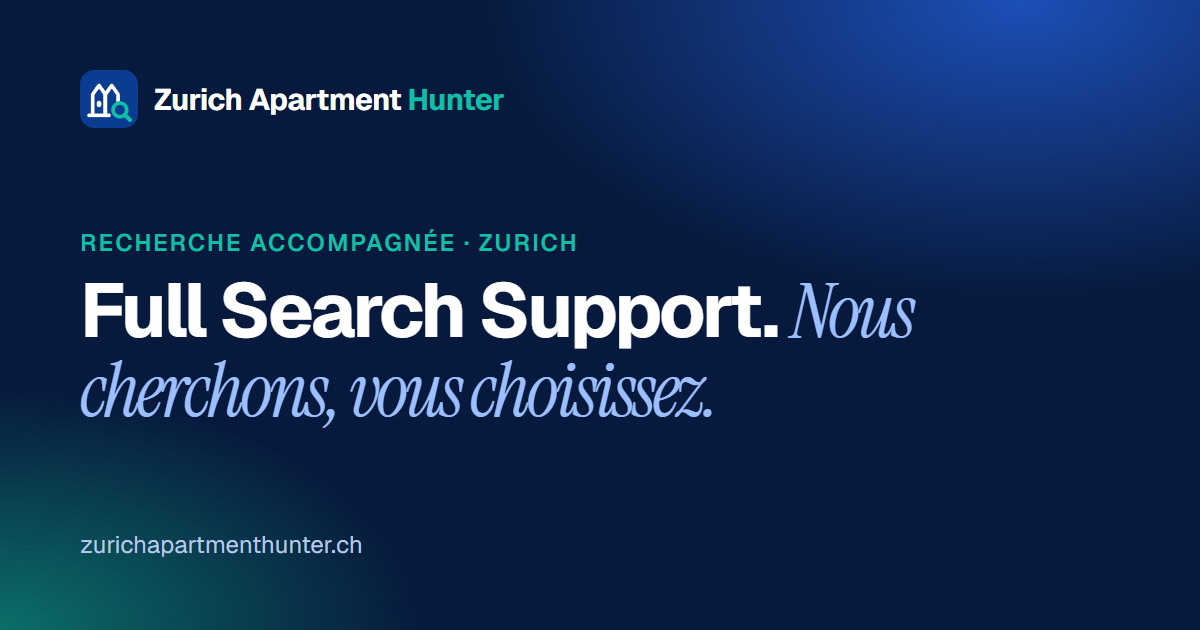 Zurich Apartment Hunter
RECHERCHE ACCOMPAGNÉE · ZURICH
Full Search Support. Nous
cherchons, vous choisissez.
zurichapartmenthunter.ch